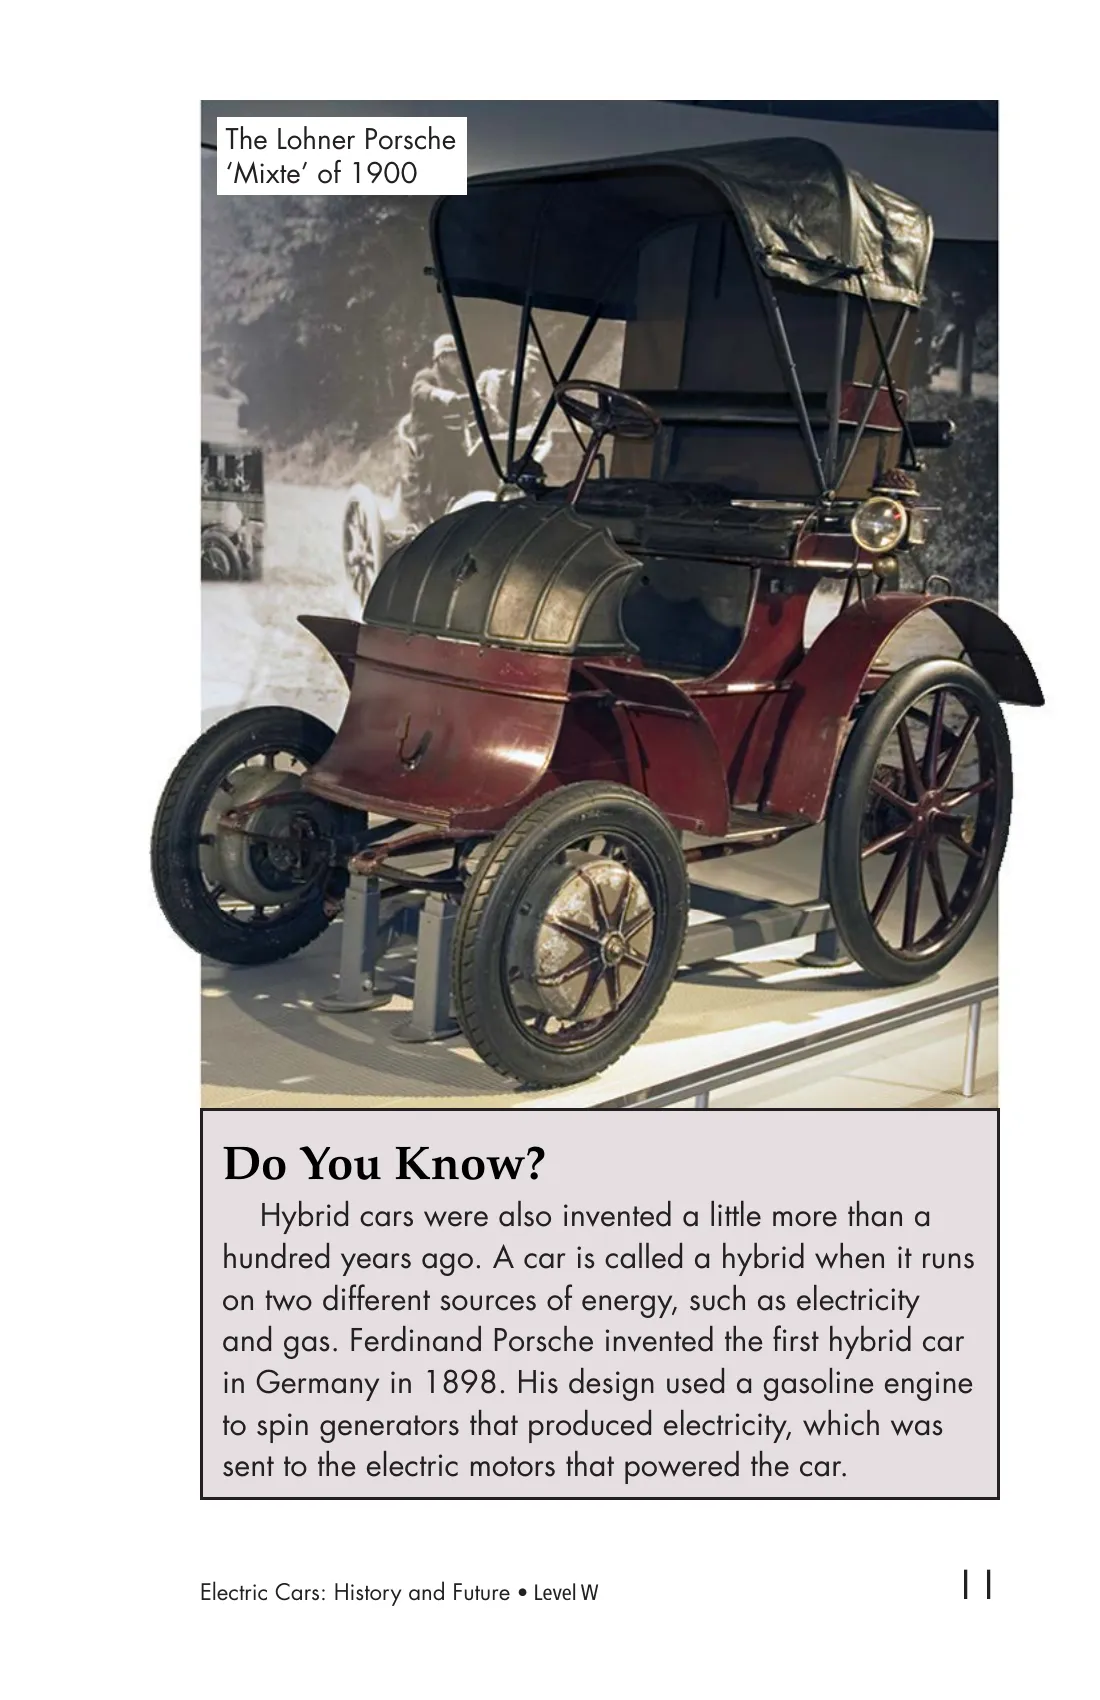 The Lohner Porsche
‘Mixte’ of 1900
Do You Know?
Hybrid cars were also invented a little more than a
hundred years ago. A car is called a hybrid when it runs
on two different sources of energy, such as electricity
and gas. Ferdinand Porsche invented the first hybrid car
in Germany in 1898. His design used a gasoline engine
to spin generators that produced electricity, which was
sent to the electric motors that powered the car.
Electric Cars: History and Future • Level W
11